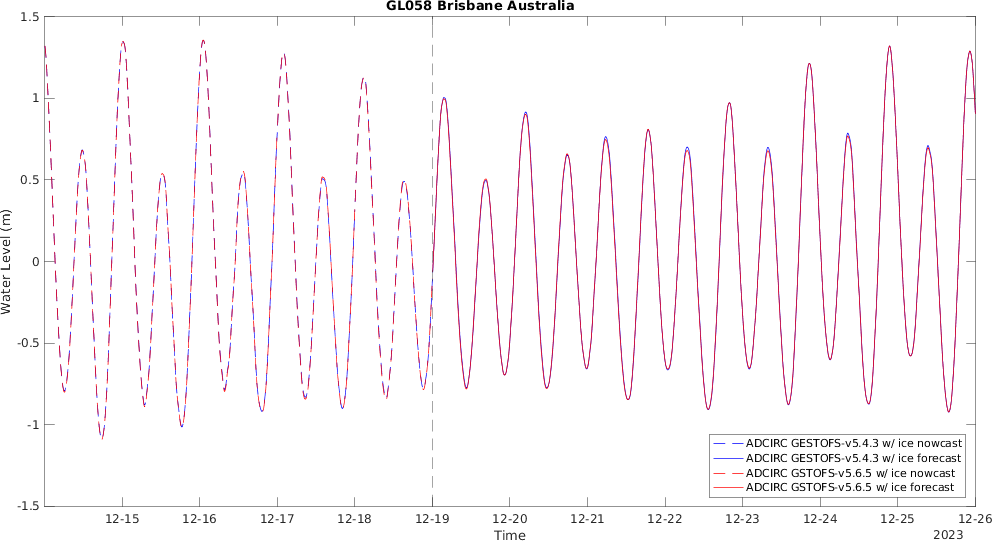 GL058 Brisbane Australia
1.5
1
0.5
0
-0.5
-1
-1.5
Water Level (m)
ADCIRC GESTOFS-v5.4.3 w/ ice nowcast
ADCIRC GESTOFS-v5.4.3 w/ ice forecast
ADCIRC GSTOFS-v5.6.5 w/ ice nowcast
ADCIRC GSTOFS-v5.6.5 w/ ice forecast
12-15 12-16 12-17 12-18 12-19 12-20 12-21 12-22 12-23 12-24 12-25 12-26
Time
2023